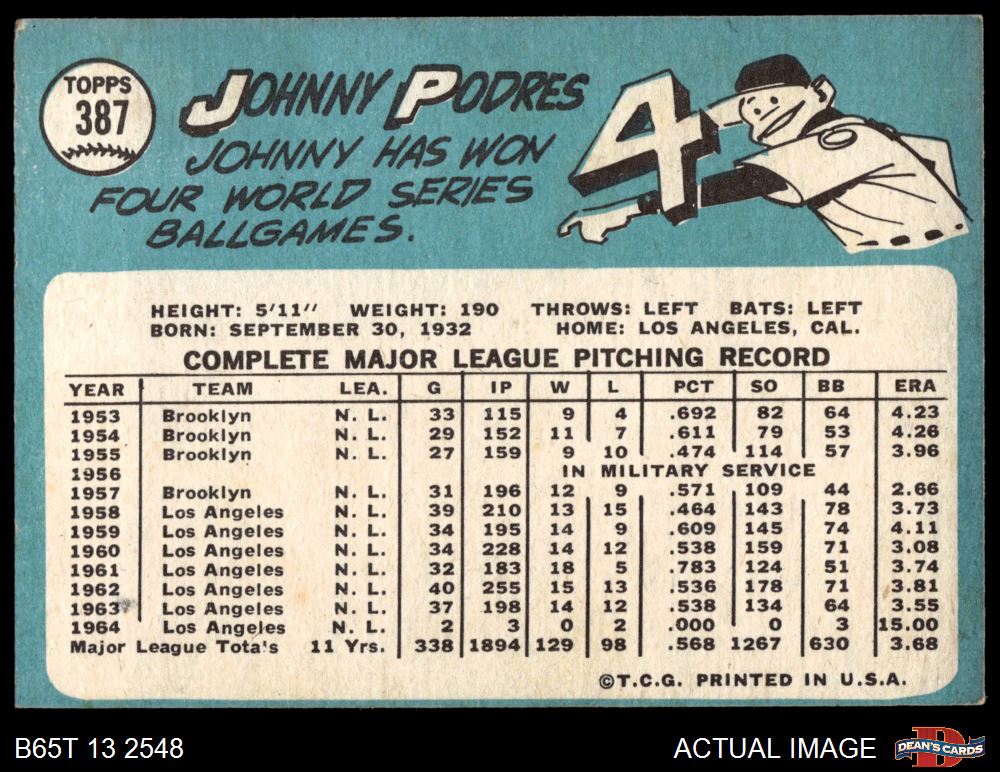 TOPPS
387
JOHNNY PODRES
JOHNNY HAS WON
FOUR WORLD SERIES
BALLGAMES.
4
HEIGHT: 5'11" WEIGHT: 190 THROWS: LEFT BATS: LEFT
BORN: SEPTEMBER 30, 1932 HOME: LOS ANGELES, CAL.
COMPLETE MAJOR LEAGUE PITCHING RECORD
YEAR TEAM LEA. G IP W L PCT SO BB ERA
1953 Brooklyn N. L. 33 115 9 4 .692 82 64 4.23
1954 Brooklyn N. L. 29 152 11 7 .611 79 53 4.26
1955 Brooklyn N. L. 27 159 9 10 .474 114 57 3.96
1956 IN MILITARY SERVICE
1957 Brooklyn N. L. 31 196 12 9 .571 109 44 2.66
1958 Los Angeles N. L. 39 210 13 15 .464 143 78 3.73
1959 Los Angeles N. L. 34 195 14 9 .609 145 74 4.11
1960 Los Angeles N. L. 34 228 14 12 .538 159 71 3.08
1961 Los Angeles N. L. 32 183 18 5 .783 124 51 3.74
1962 Los Angeles N. L. 40 255 15 13 .536 178 71 3.81
1963 Los Angeles N. L. 37 198 14 12 .538 134 64 3.55
1964 Los Angeles N. L. 2 3 0 2 .000 0 3 15.00
Major League Tota's 11 Yrs. 338 1894 129 98 .568 1267 630 3.68
©T.C.G. PRINTED IN U.S.A.
B65T 13 2548 ACTUAL IMAGE DEAN'S CARDS